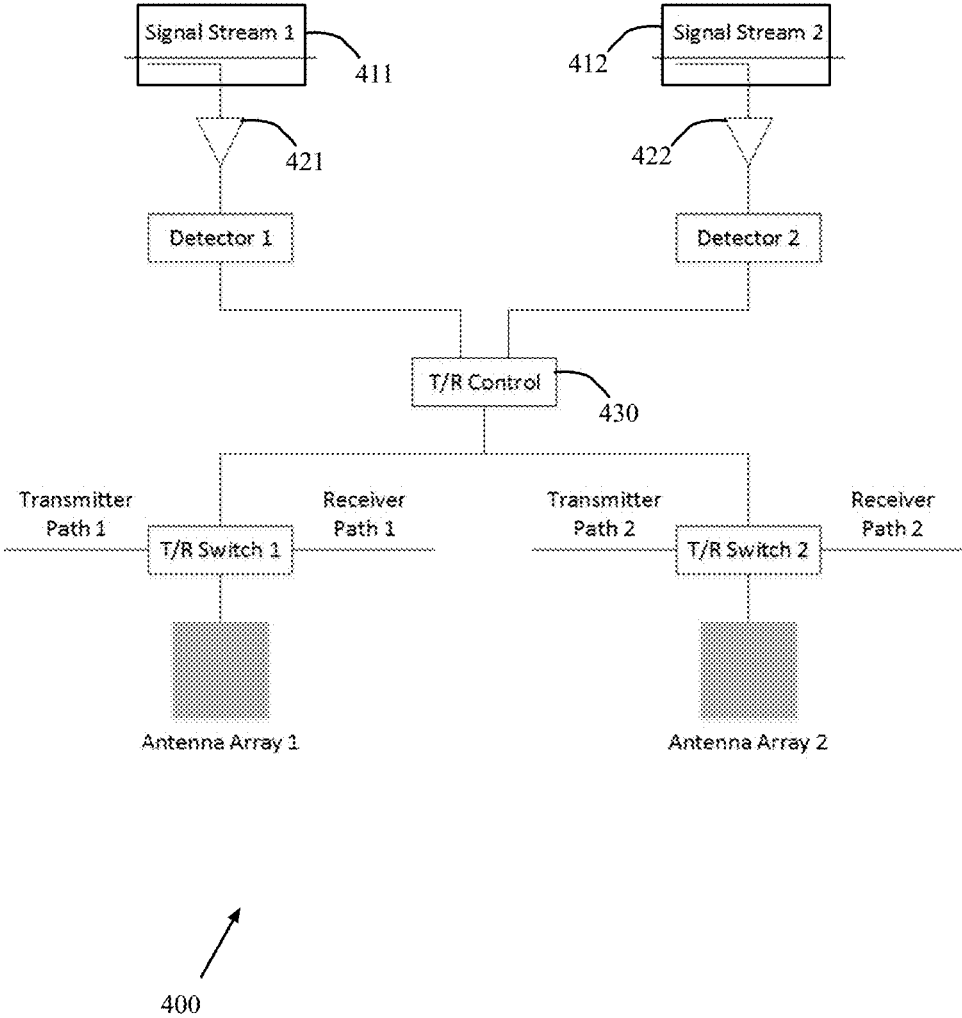 Signal Stream 1
411
Signal Stream 2
412
421
422
Detector 1
Detector 2
T/R Control
430
Transmitter
Path 1
Receiver
Path 1
Transmitter
Path 2
Receiver
Path 2
T/R Switch 1
T/R Switch 2
Antenna Array 1
Antenna Array 2
400